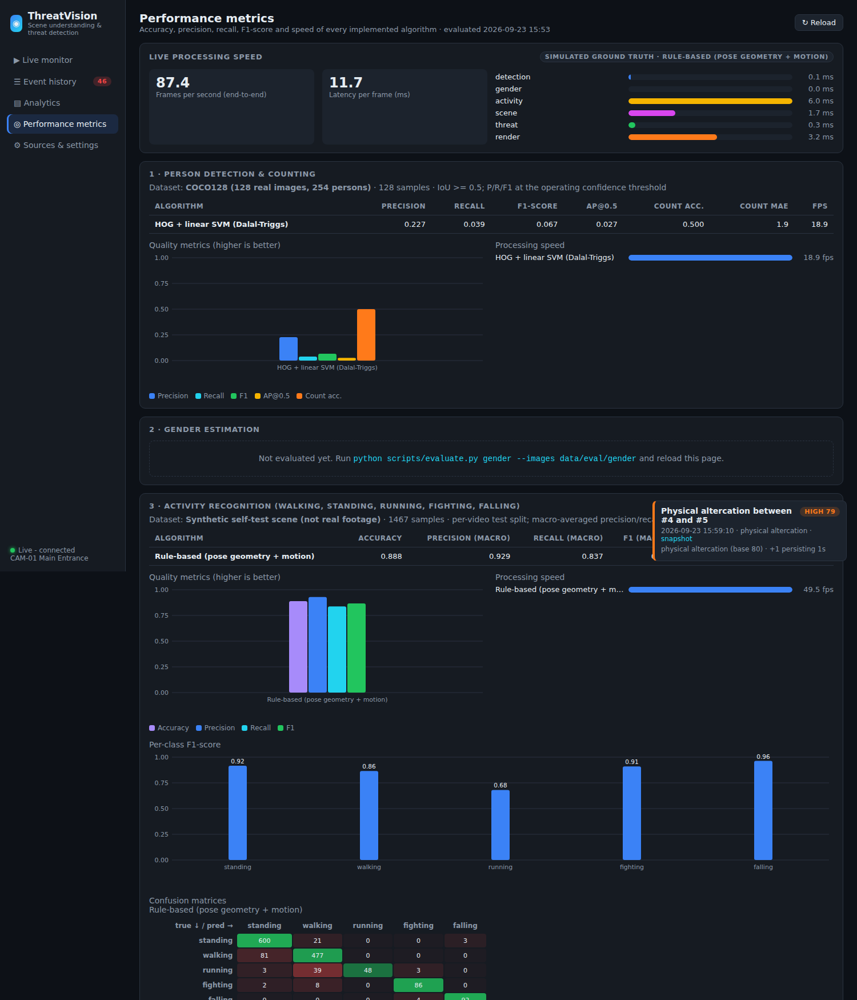 ThreatVision
Scene understanding &
threat detection
▶ Live monitor
☰ Event history 46
▤ Analytics
◎ Performance metrics
⚙ Sources & settings
Live - connected
CAM-01 Main Entrance
Performance metrics
Accuracy, precision, recall, F1-score and speed of every implemented algorithm · evaluated 2026-09-23 15:53
↻ Reload
LIVE PROCESSING SPEED
SIMULATED GROUND TRUTH · RULE-BASED (POSE GEOMETRY + MOTION)
87.4
Frames per second (end-to-end)
11.7
Latency per frame (ms)
detection 0.1 ms
gender 0.0 ms
activity 6.0 ms
scene 1.7 ms
threat 0.3 ms
render 3.2 ms
1 · PERSON DETECTION & COUNTING
Dataset: COCO128 (128 real images, 254 persons) · 128 samples · IoU >= 0.5; P/R/F1 at the operating confidence threshold
ALGORITHM PRECISION RECALL F1-SCORE AP@0.5 COUNT ACC. COUNT MAE FPS
HOG + linear SVM (Dalal-Triggs) 0.227 0.039 0.067 0.027 0.500 1.9 18.9
Quality metrics (higher is better)
1.00
0.75
0.50
0.25
0.00
HOG + linear SVM (Dalal-Triggs)
Precision Recall F1 AP@0.5 Count acc.
Processing speed
HOG + linear SVM (Dalal-Triggs) 18.9 fps
2 · GENDER ESTIMATION
Not evaluated yet. Run python scripts/evaluate.py gender --images data/eval/gender and reload this page.
3 · ACTIVITY RECOGNITION (WALKING, STANDING, RUNNING, FIGHTING, FALLING)
Dataset: Synthetic self-test scene (not real footage) · 1467 samples · per-video test split; macro-averaged
ALGORITHM ACCURACY PRECISION (MACRO) RECALL (MACRO) F1
Rule-based (pose geometry + motion) 0.888 0.929 0.837
Physical altercation between
#4 and #5
HIGH 79
2026-09-23 15:59:10 · physical altercation ·
snapshot
physical altercation (base 80) · +1 persisting 1s
Quality metrics (higher is better)
1.00
0.75
0.50
0.25
0.00
Rule-based (pose geometry + motion)
Accuracy Precision Recall F1
Processing speed
Rule-based (pose geometry + m... 49.5 fps
Per-class F1-score
1.00
0.75
0.50
0.25
0.00
0.92 0.86 0.68 0.91 0.96
standing walking running fighting falling
Confusion matrices
Rule-based (pose geometry + motion)
true ↓ / pred → standing walking running fighting falling
standing 600 21 0 0 3
walking 81 477 0 0 0
running 3 39 48 3 0
fighting 2 8 0 86 0
falling 0 0 0 4 92